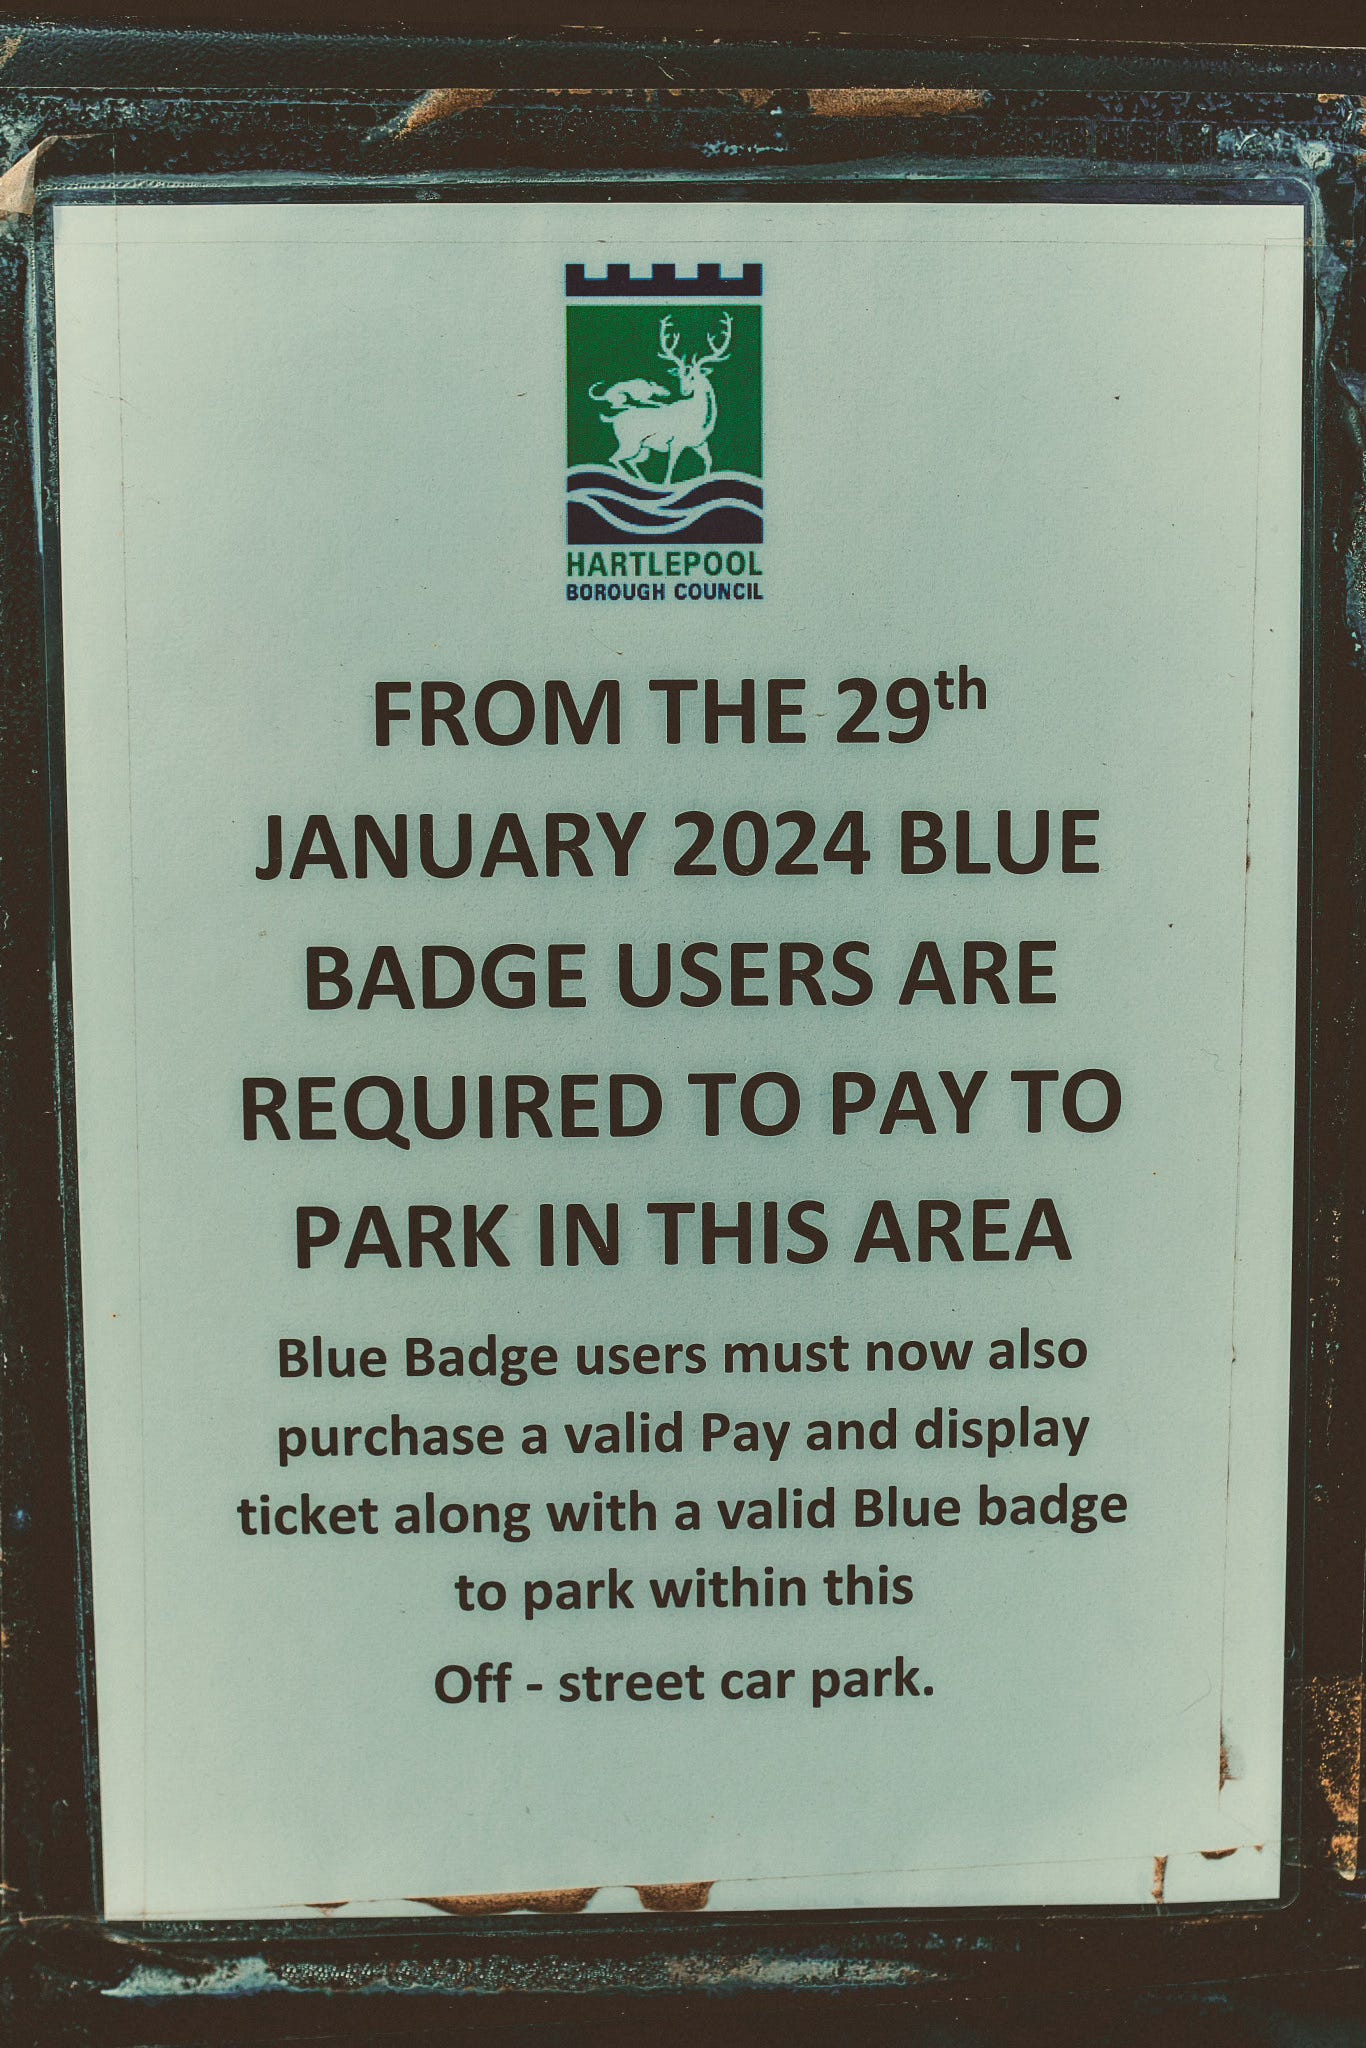 HARTLEPOOL
BOROUGH COUNCIL
FROM THE 29th
JANUARY 2024 BLUE
BADGE USERS ARE
REQUIRED TO PAY TO
PARK IN THIS AREA
Blue Badge users must now also
purchase a valid Pay and display
ticket along with a valid Blue badge
to park within this
Off - street car park.